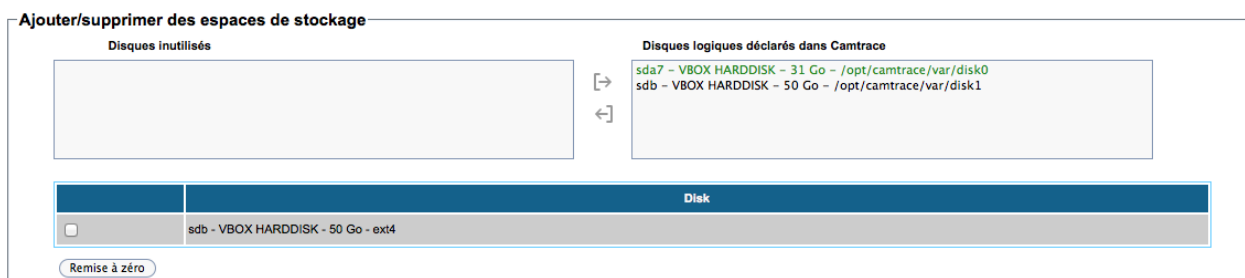 Ajouter/supprimer des espaces de stockage
Disques inutilisés
Disques logiques déclarés dans Camtrace
sda7 - VBOX HARDDISK - 31 Go - /opt/camtrace/var/disk0
sdb - VBOX HARDDISK - 50 Go - /opt/camtrace/var/disk1
Disk
sdb - VBOX HARDDISK - 50 Go - ext4
Remise à zéro